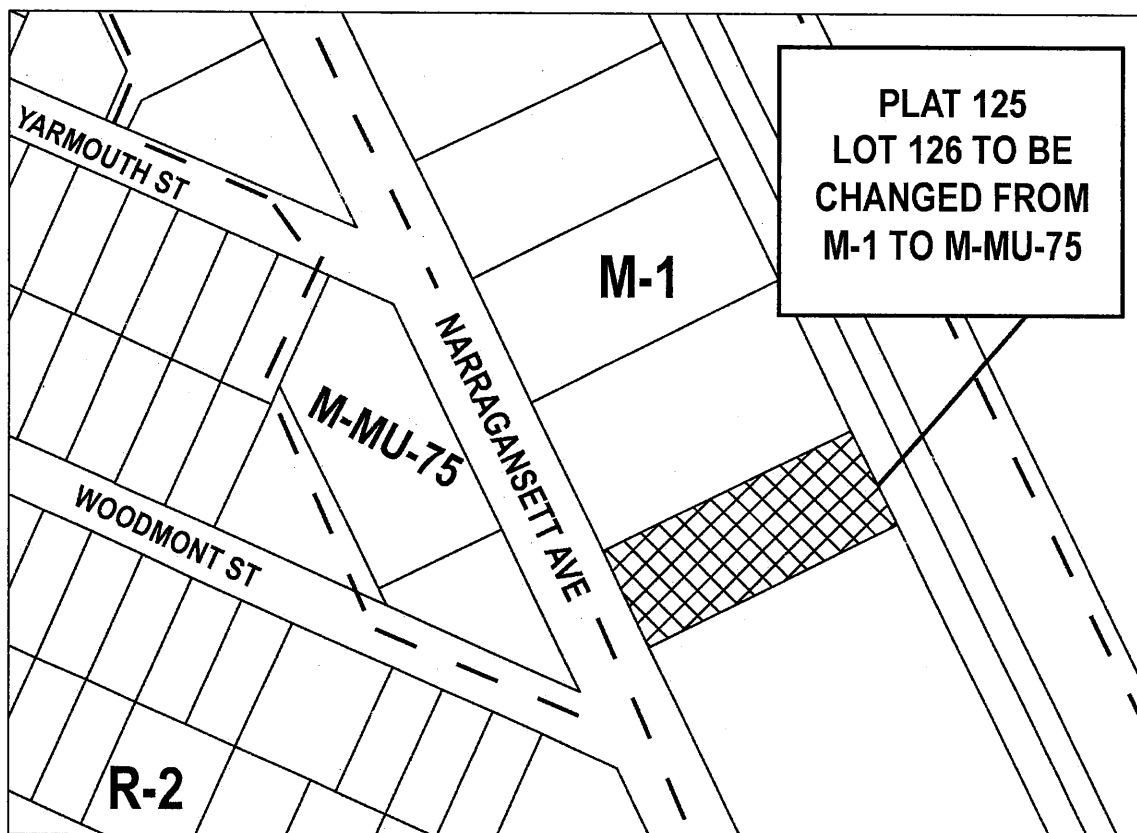 PLAT 125
LOT 126 TO BE
CHANGED FROM
M-1 TO M-MU-75
YARMOUTH ST
M-1
NARRAGANSETT AVE
M-MU-75
WOODMONT ST
R-2